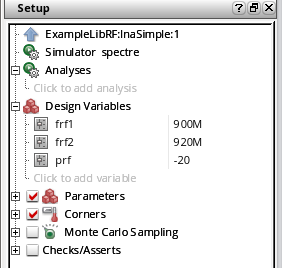 Setup
ExampleLibRF:lnaSimple:1
Simulator spectre
Analyses
Click to add analysis
Design Variables
frf1 900M
frf2 920M
prf -20
Click to add variable
Parameters
Corners
Monte Carlo Sampling
Checks/Asserts